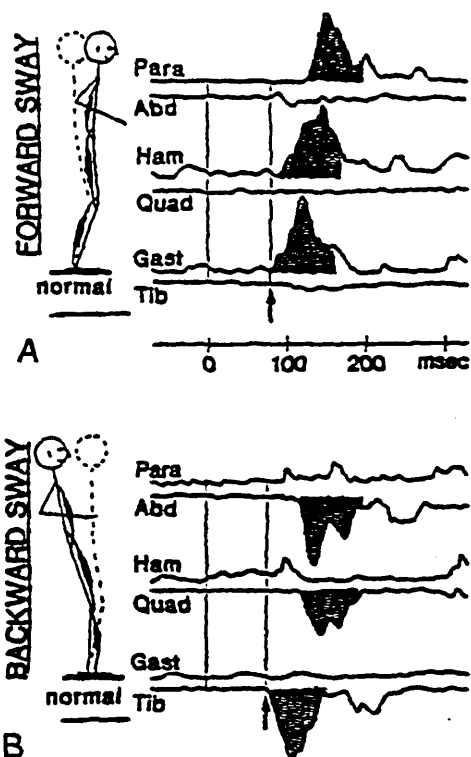 FORWARD SWAY
Para
Abd
Ham
Quad
Gast
Tib
normal
A
0 100 200 msec
BACKWARD SWAY
Para
Abd
Ham
Quad
Gast
Tib
normal
B